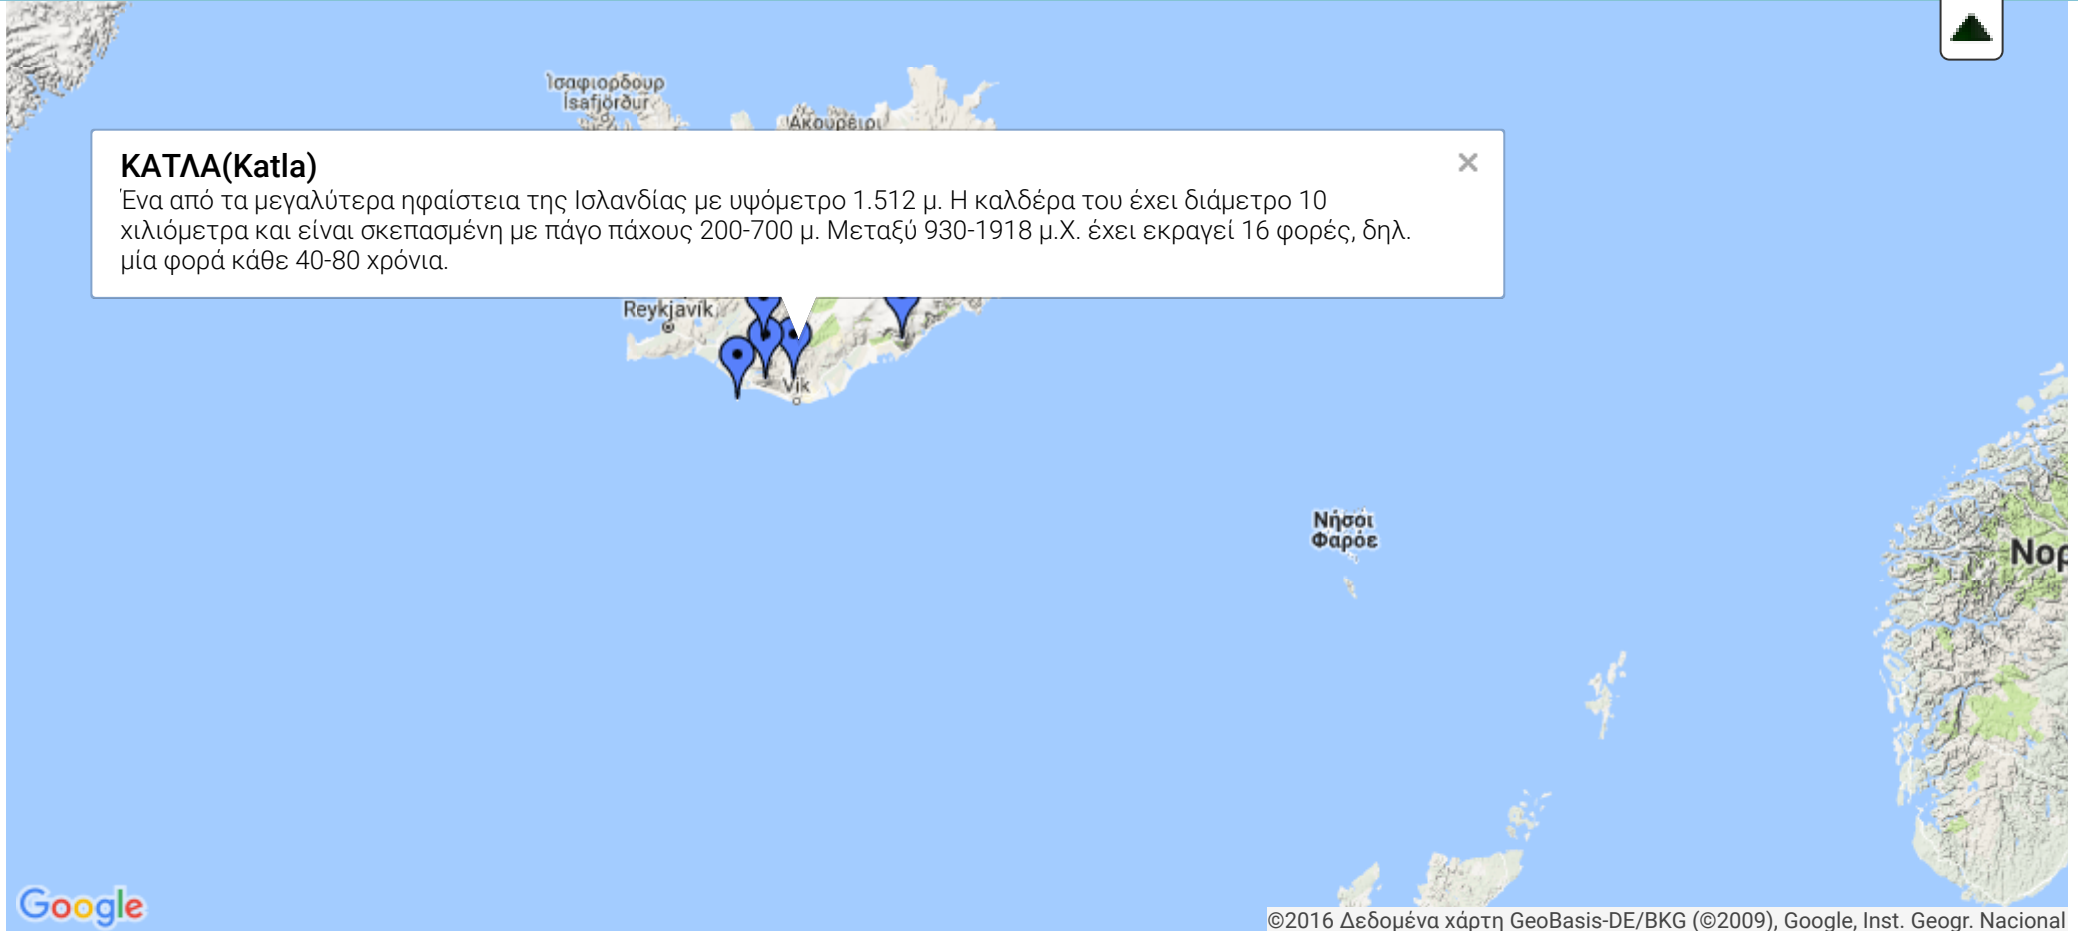 Ίσαφιορδουρ
Ísafjörður
Ακουρέιρι
ΚΑΤΛΑ(Katla)
Ένα από τα μεγαλύτερα ηφαίστεια της Ισλανδίας με υψόμετρο 1.512 μ. Η καλδέρα του έχει διάμετρο 10
χιλιόμετρα και είναι σκεπασμένη με πάγο πάχους 200-700 μ. Μεταξύ 930-1918 μ.Χ. έχει εκραγεί 16 φορές, δηλ.
μία φορά κάθε 40-80 χρόνια.
Reykjavík
Vik
Νήσοι
Φαρόε
Νορ
Google
©2016 Δεδομένα χάρτη GeoBasis-DE/BKG (©2009), Google, Inst. Geogr. Nacional